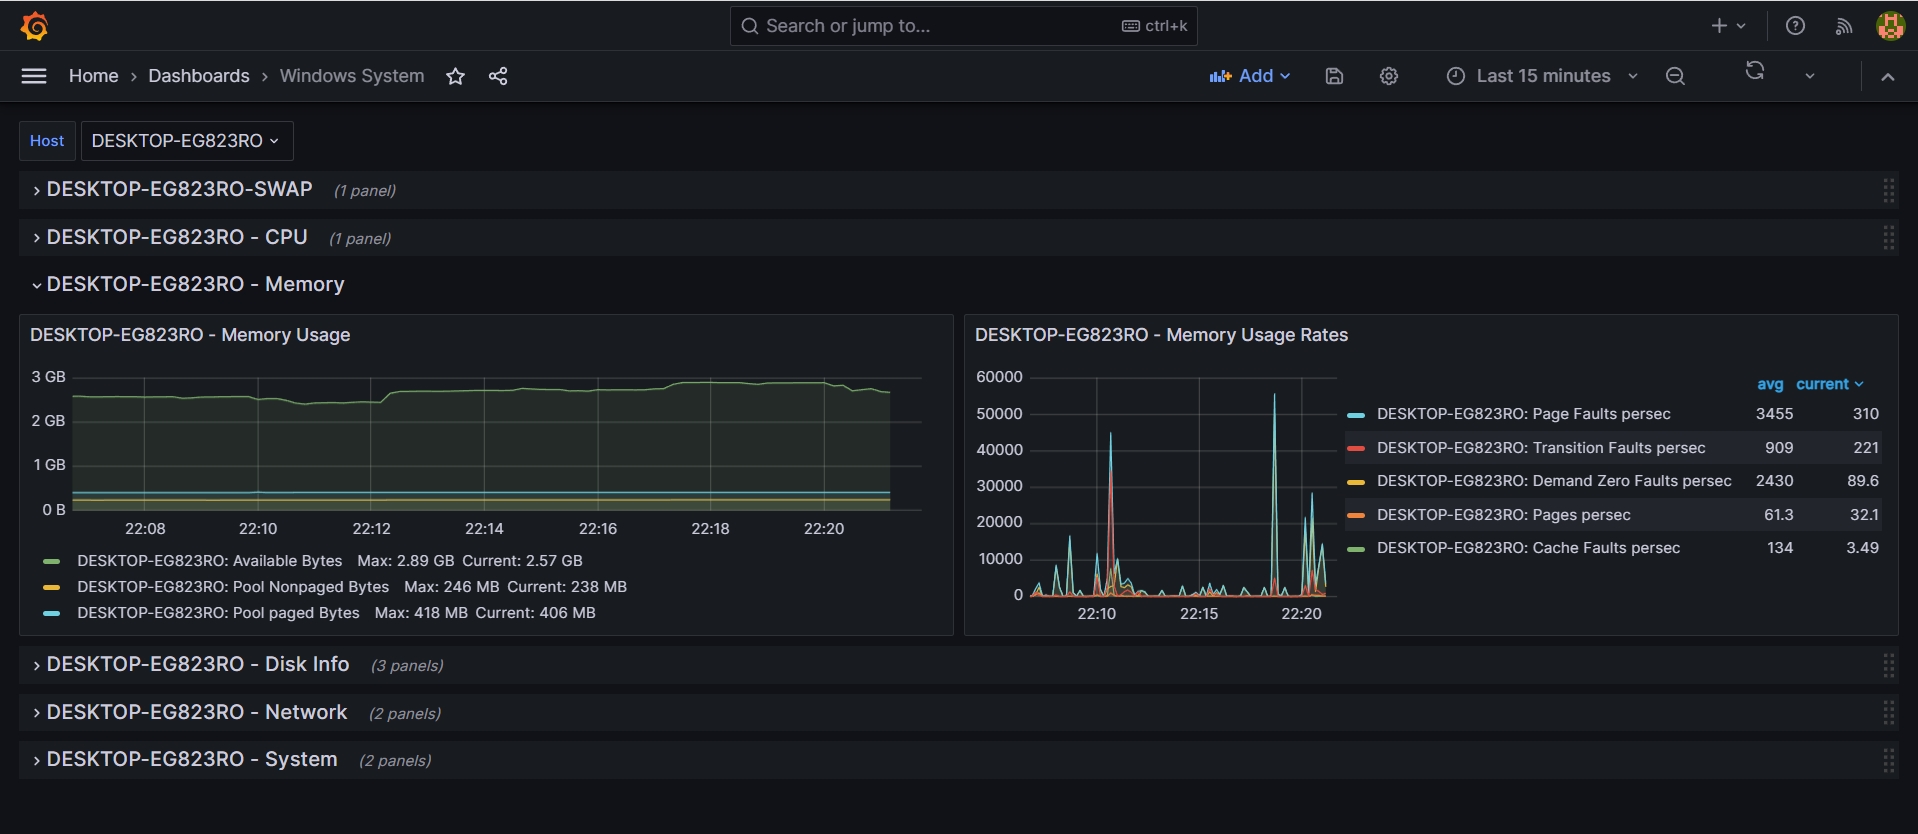 Search or jump to... ctrl+k
Home › Dashboards › Windows System Add Last 15 minutes
Host DESKTOP-EG823RO
DESKTOP-EG823RO-SWAP (1 panel)
DESKTOP-EG823RO - CPU (1 panel)
DESKTOP-EG823RO - Memory
DESKTOP-EG823RO - Memory Usage
3 GB
2 GB
1 GB
0 B
22:08 22:10 22:12 22:14 22:16 22:18 22:20
DESKTOP-EG823RO: Available Bytes Max: 2.89 GB Current: 2.57 GB
DESKTOP-EG823RO: Pool Nonpaged Bytes Max: 246 MB Current: 238 MB
DESKTOP-EG823RO: Pool paged Bytes Max: 418 MB Current: 406 MB
DESKTOP-EG823RO - Memory Usage Rates
60000
50000
40000
30000
20000
10000
0
22:10 22:15 22:20
avg current
DESKTOP-EG823RO: Page Faults persec 3455 310
DESKTOP-EG823RO: Transition Faults persec 909 221
DESKTOP-EG823RO: Demand Zero Faults persec 2430 89.6
DESKTOP-EG823RO: Pages persec 61.3 32.1
DESKTOP-EG823RO: Cache Faults persec 134 3.49
DESKTOP-EG823RO - Disk Info (3 panels)
DESKTOP-EG823RO - Network (2 panels)
DESKTOP-EG823RO - System (2 panels)